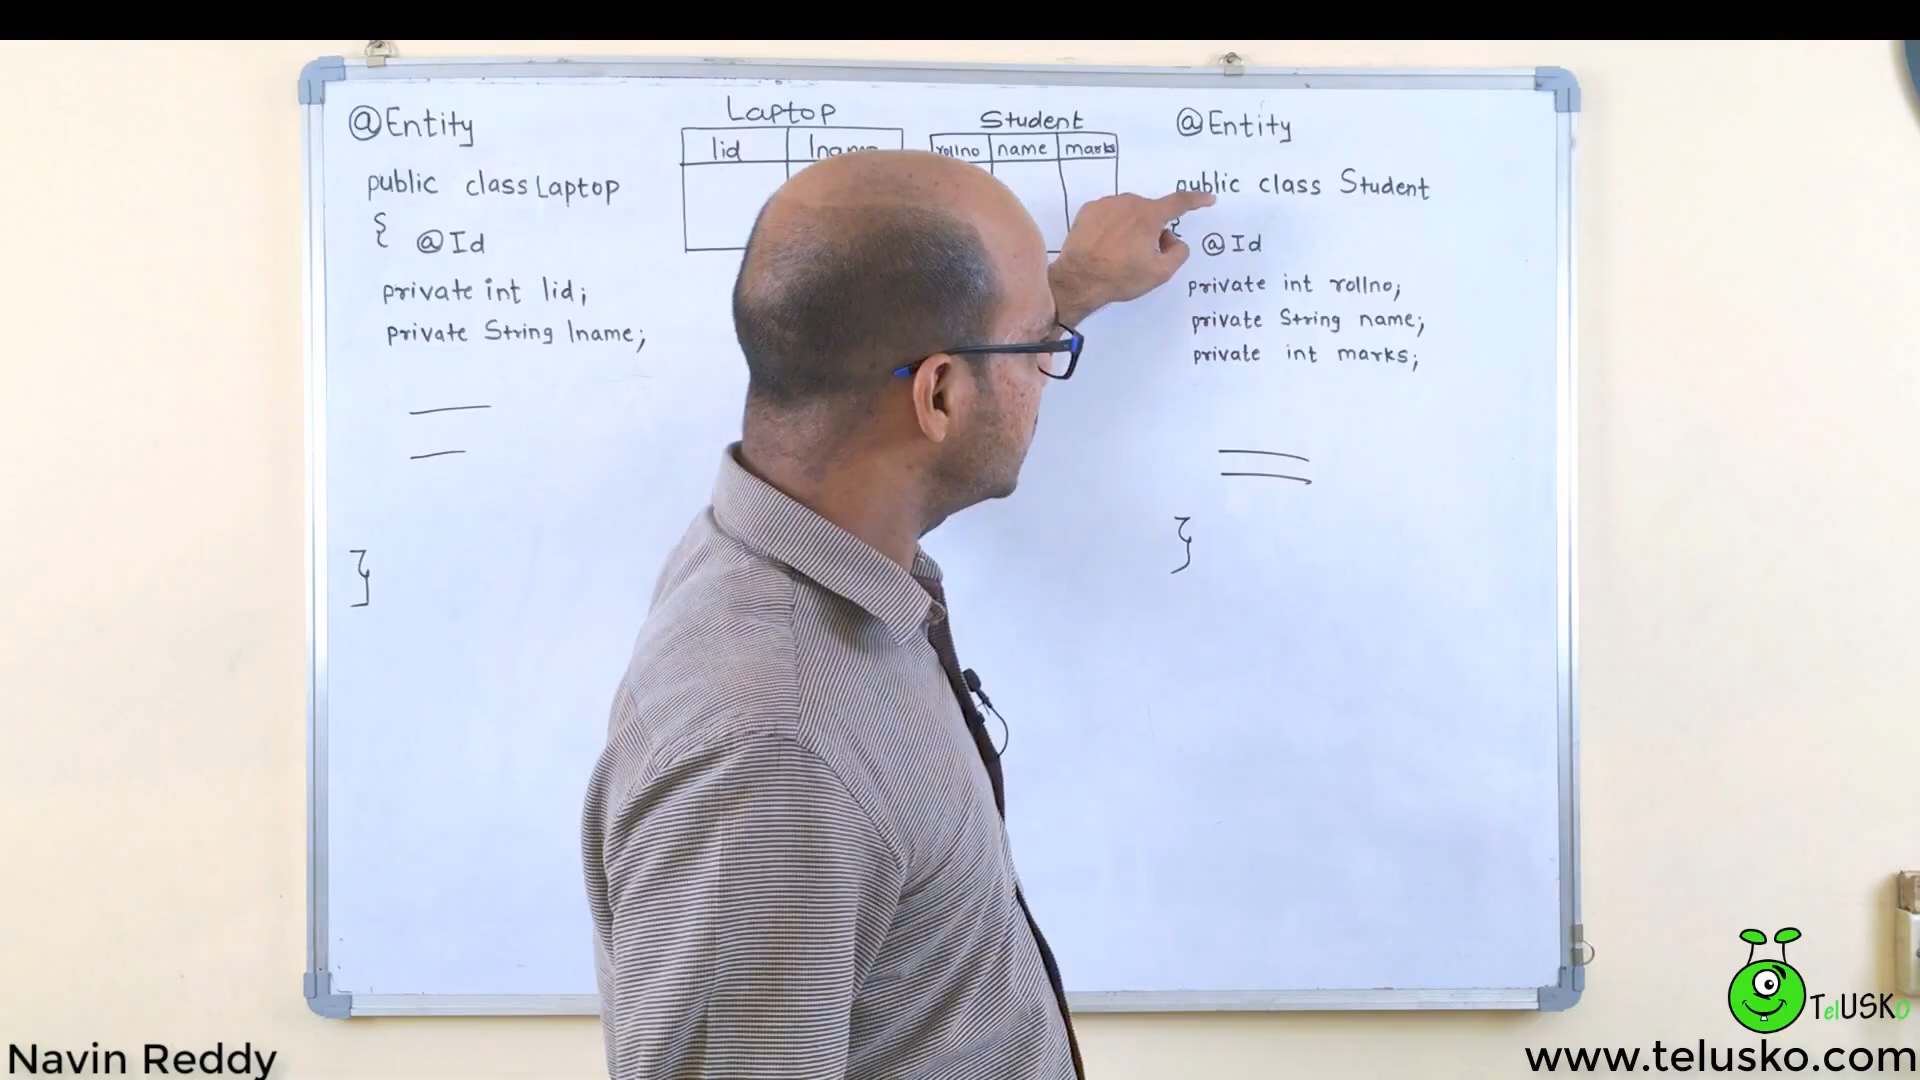 @Entity
public class Laptop
{ @Id
private int lid;
private String lname;
}
Laptop
lid
Student
rollno name marks
@Entity
public class Student
{
@Id
private int rollno;
private String name;
private int marks;
}
Navin Reddy
TelUSKO
www.telusko.com